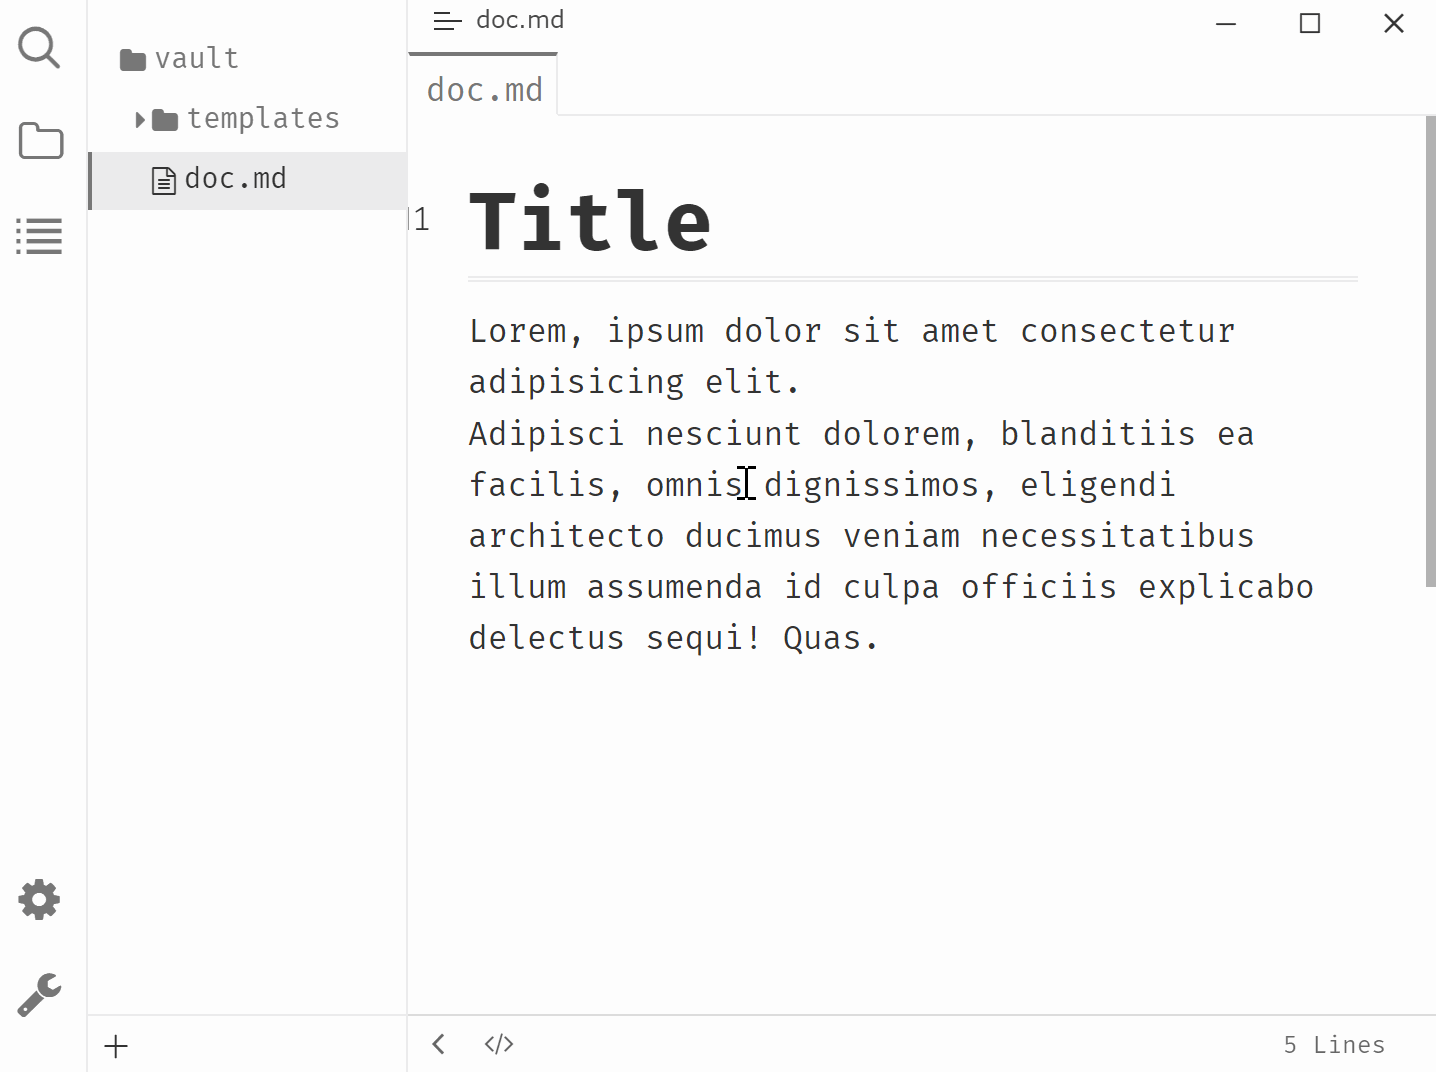 doc.md
vault
templates
doc.md
doc.md
1
Title
Lorem, ipsum dolor sit amet consectetur
adipisicing elit.
Adipisci nesciunt dolorem, blanditiis ea
facilis, omnis dignissimos, eligendi
architecto ducimus veniam necessitatibus
illum assumenda id culpa officiis explicabo
delectus sequi! Quas.
</>
5 Lines